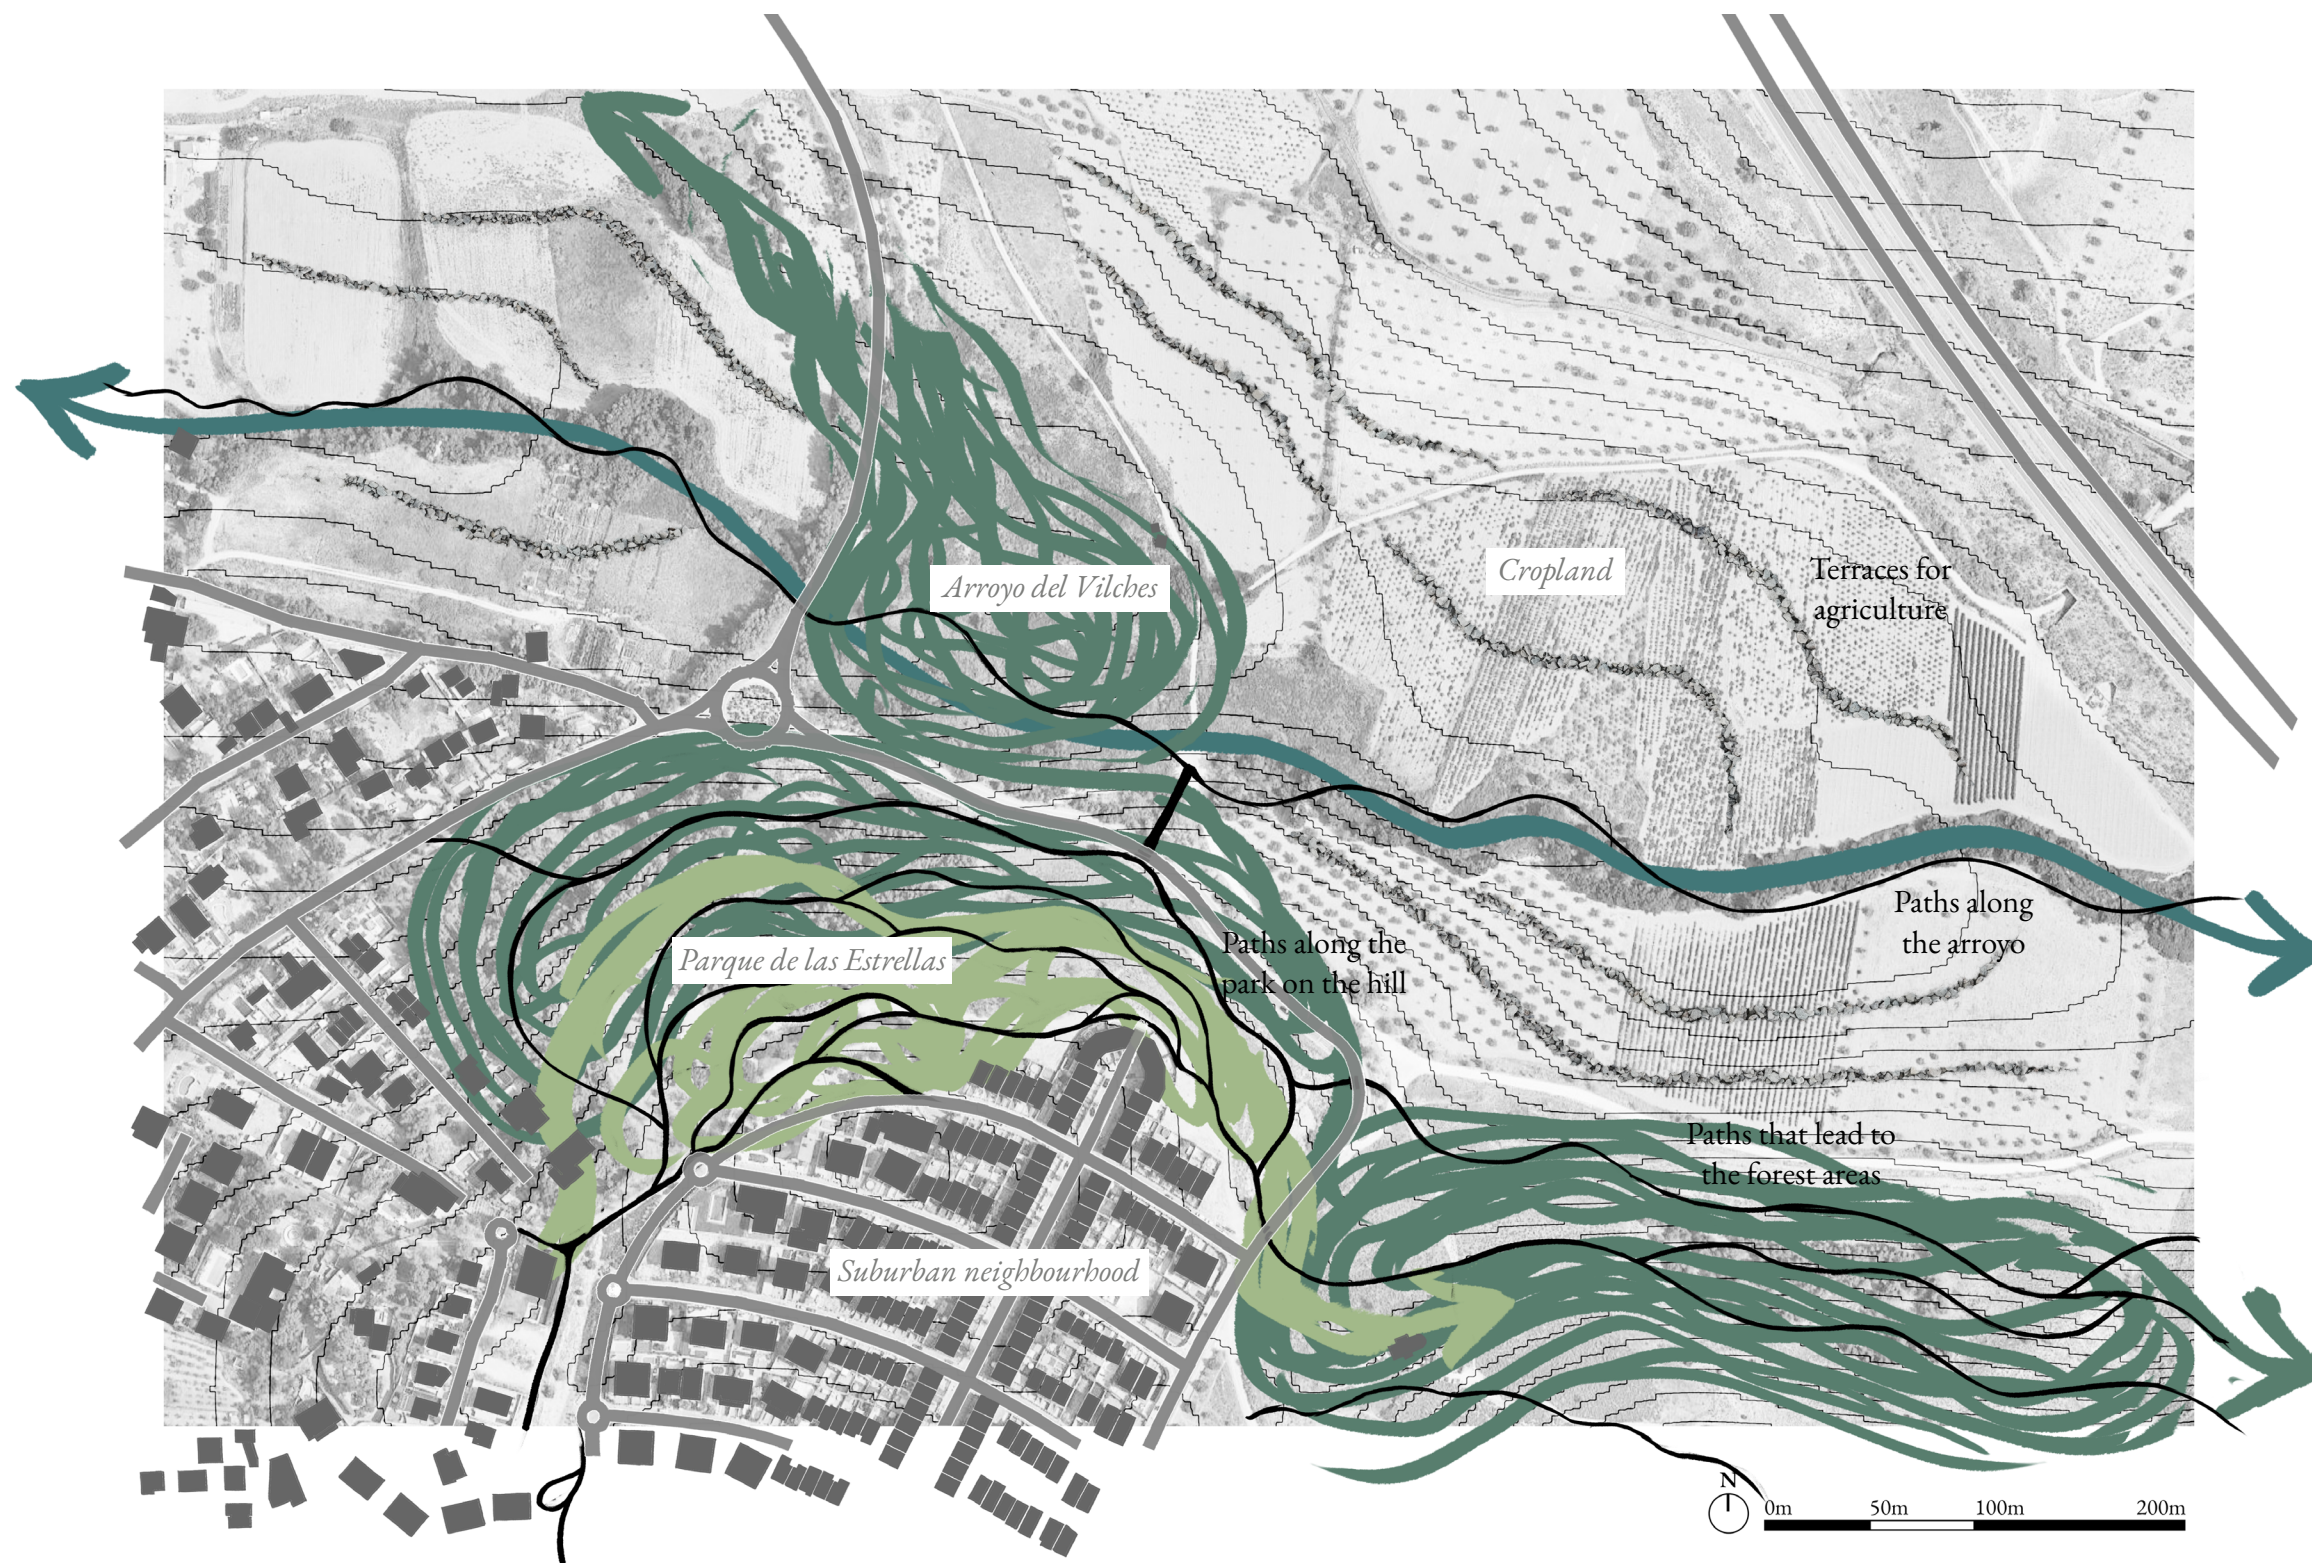 Arroyo del Vilches
Cropland
Terraces for
agriculture
Paths along
the arroyo
Parque de las Estrellas
Paths along the
park on the hill
Paths that lead to
the forest areas
Suburban neighbourhood
N
0m 50m 100m 200m